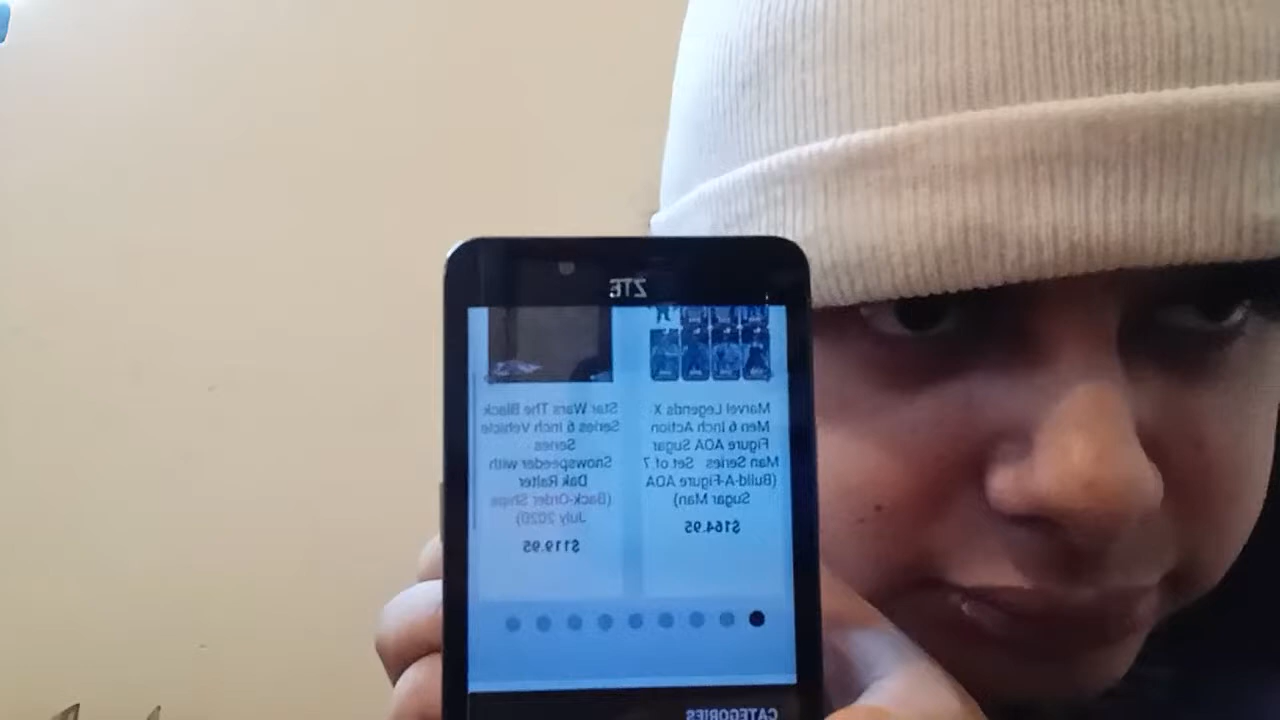 ZTE
Marvel Legends X
Men 6 Inch Action
Figure AOA Sugar
Man Series Set of 7
(Build-A-Figure AOA
Sugar Man)
$164.95
Star Wars The Black
Series 6 Inch Vehicle
Series
Snowspeeder with
Dak Ralter
(Back-Order Ships
July 2020)
$119.95
CATEGORIES